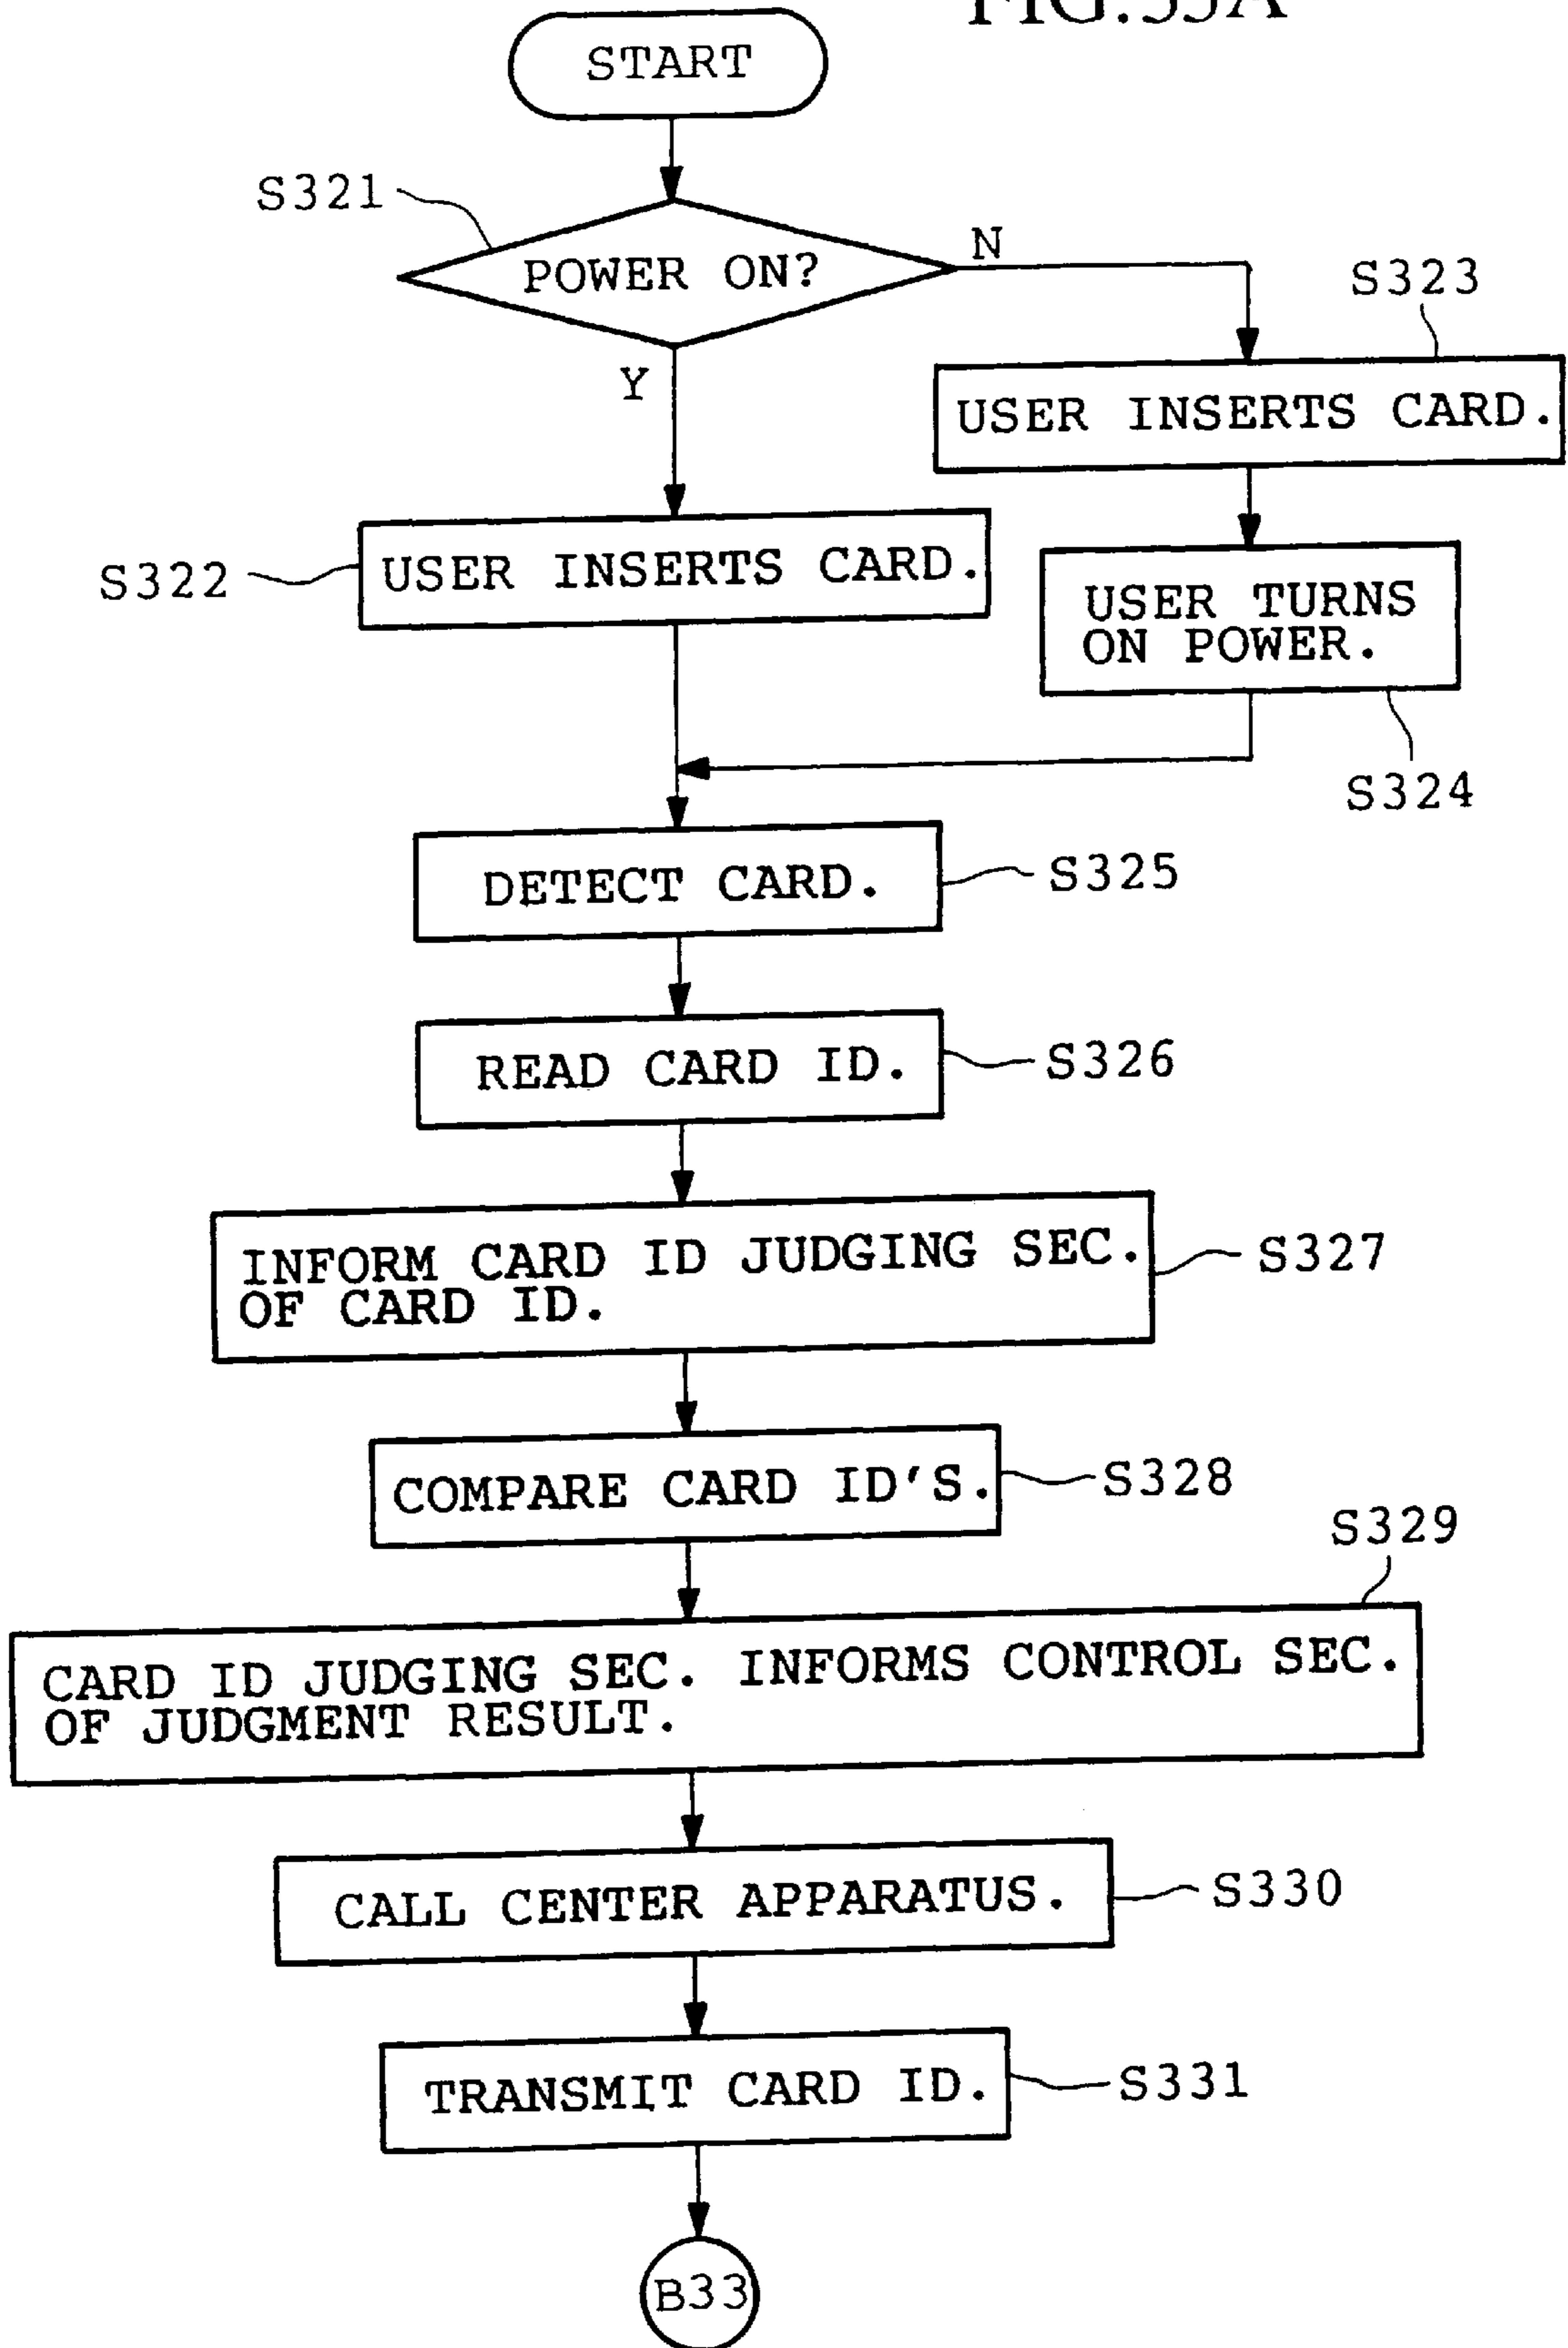 START
S321
POWER ON?
N
S323
Y
USER INSERTS CARD.
S322
USER INSERTS CARD.
USER TURNS
ON POWER.
S324
DETECT CARD.
S325
READ CARD ID.
S326
INFORM CARD ID JUDGING SEC.
OF CARD ID.
S327
COMPARE CARD ID'S.
S328
S329
CARD ID JUDGING SEC. INFORMS CONTROL SEC.
OF JUDGMENT RESULT.
CALL CENTER APPARATUS.
S330
TRANSMIT CARD ID.
S331
B33